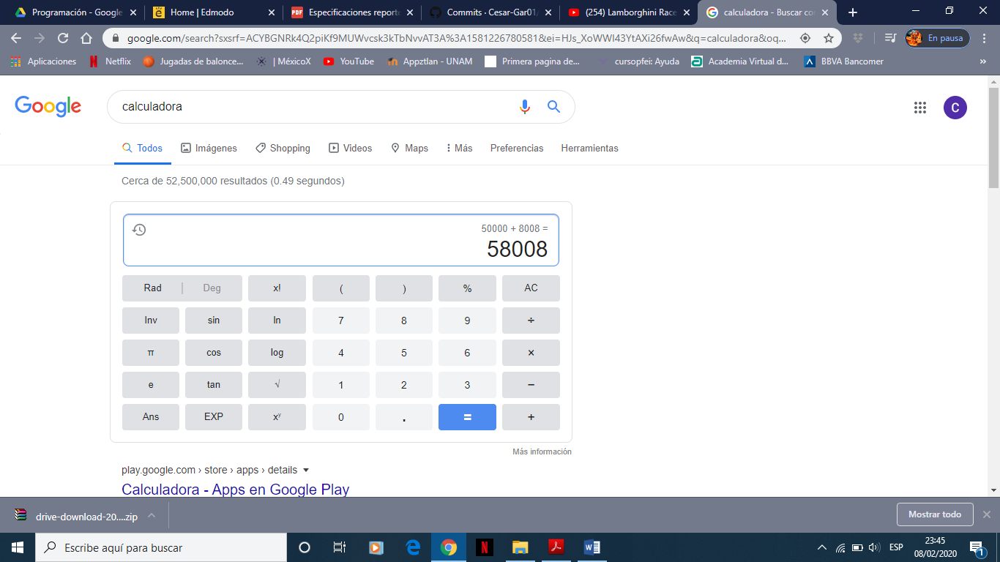 Programación - Google
Home | Edmodo
PDF
Especificaciones reporte
Commits · Cesar-Gar01/
(254) Lamborghini Race
calculadora - Buscar con
google.com/search?sxsrf=ACYBGNRk4Q2piKf9MUWvcsk3kTbNvvAT3A%3A1581226780581&ei=HJs_XoWWI43YtAXi26fwAw&q=calculadora&oq...
En pausa
Aplicaciones
Netflix
Jugadas de balonce...
| MéxicoX
YouTube
Appztlan - UNAM
Primera pagina de...
cursopfei: Ayuda
Academia Virtual d...
BBVA Bancomer
»
Google
calculadora
C
Todos
Imágenes
Shopping
Videos
Maps
Más
Preferencias
Herramientas
Cerca de 52,500,000 resultados (0.49 segundos)
50000 + 8008 =
58008
Rad | Deg x! ( ) % AC
Inv sin ln 7 8 9 ÷
π cos log 4 5 6 ×
e tan √ 1 2 3 −
Ans EXP xʸ 0 . = +
Más información
play.google.com › store › apps › details
Calculadora - Apps en Google Play
drive-download-20....zip
Mostrar todo
Escribe aquí para buscar
N
ESP
23:45
08/02/2020
1